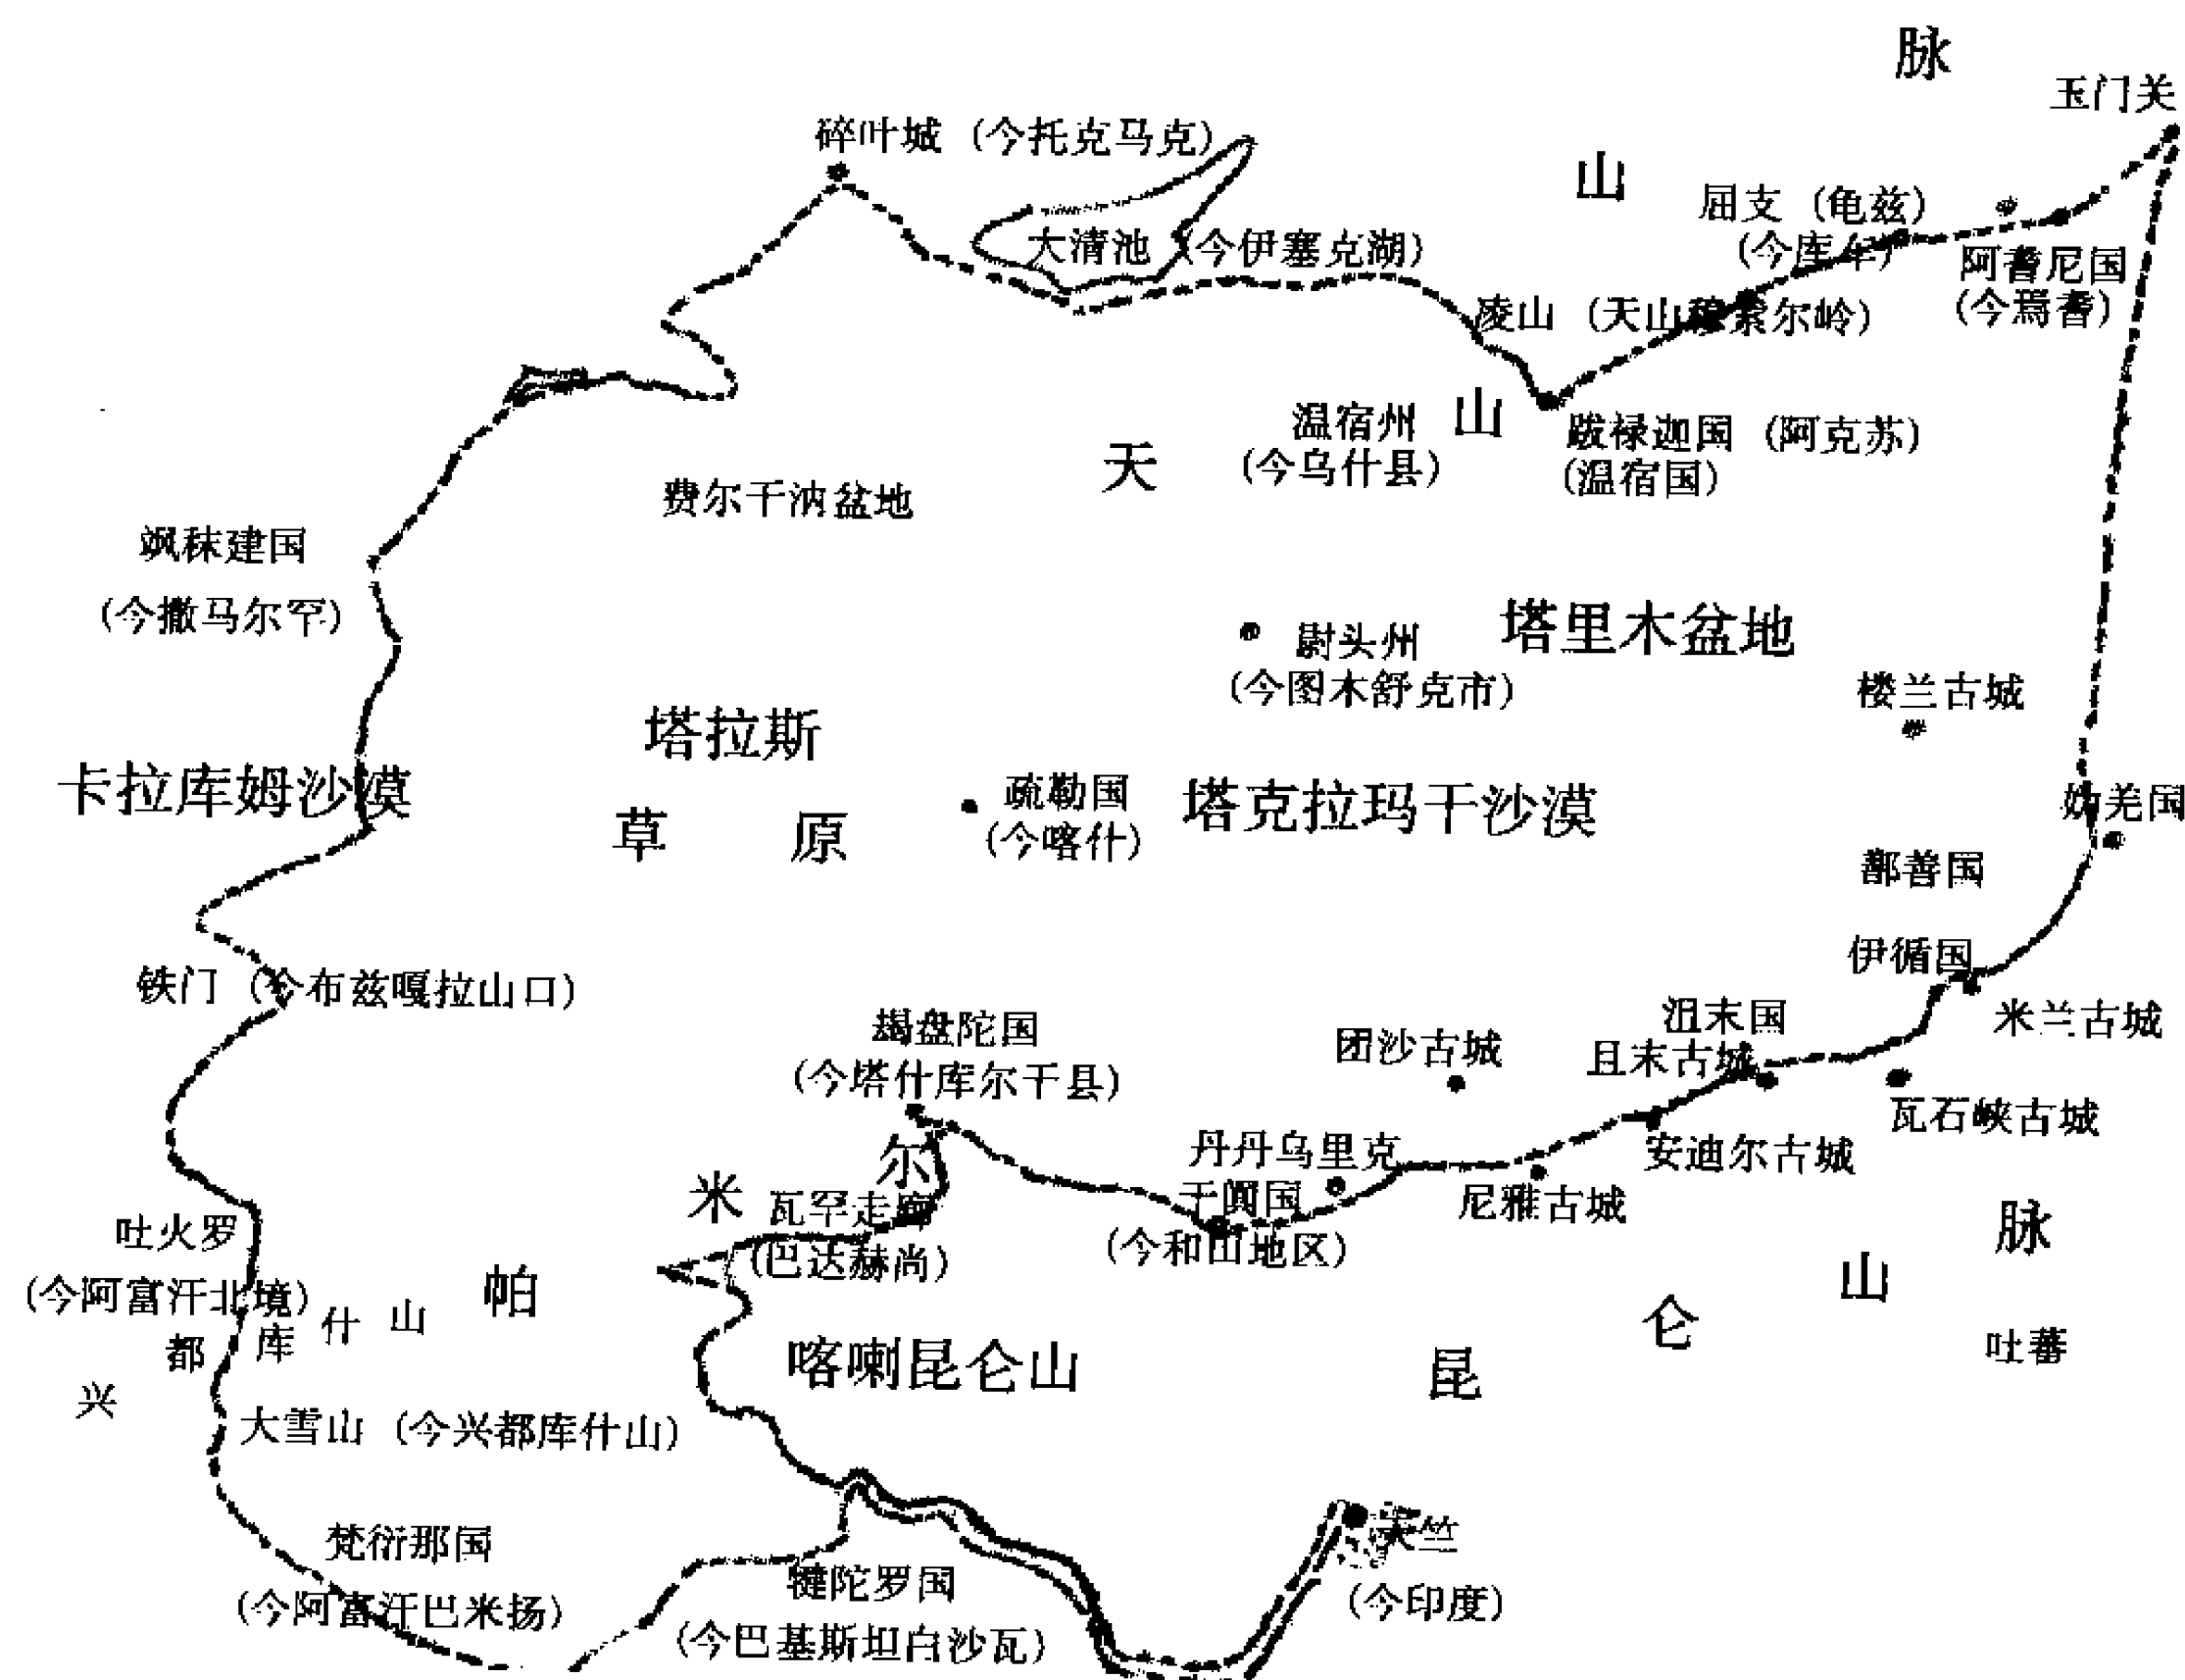 脉
玉门关
碎叶城（今托克马克）
山
屈支（龟兹）
（今库车）
大清池（今伊塞克湖）
阿耆尼国
（今焉耆）
凌山（天山穆索尔岭）
山
温宿州
（今乌什县）
跋禄迦国（阿克苏）
（温宿国）
天
费尔干汭盆地
飒秣建国
（今撒马尔罕）
尉头州
（今图木舒克市）
塔里木盆地
楼兰古城
塔拉斯
草 原
卡拉库姆沙漠
疏勒国
（今喀什）
塔克拉玛干沙漠
婼羌国
鄯善国
伊循国
米兰古城
铁门（今布兹嘎拉山口）
朅盘陀国
（今塔什库尔干县）
团沙古城
沮末国
且末古城
瓦石峡古城
安迪尔古城
丹丹乌里克
于阗国
（今和田地区）
尼雅古城
尔
米
瓦罕走廊
（巴达赫尚）
帕
吐火罗
（今阿富汗北境）
兴 都 库 什 山
喀喇昆仑山
昆 仑 山 脉
吐蕃
大雪山（今兴都库什山）
梵衍那国
（今阿富汗巴米扬）
犍陀罗国
（今巴基斯坦白沙瓦）
天竺
（今印度）